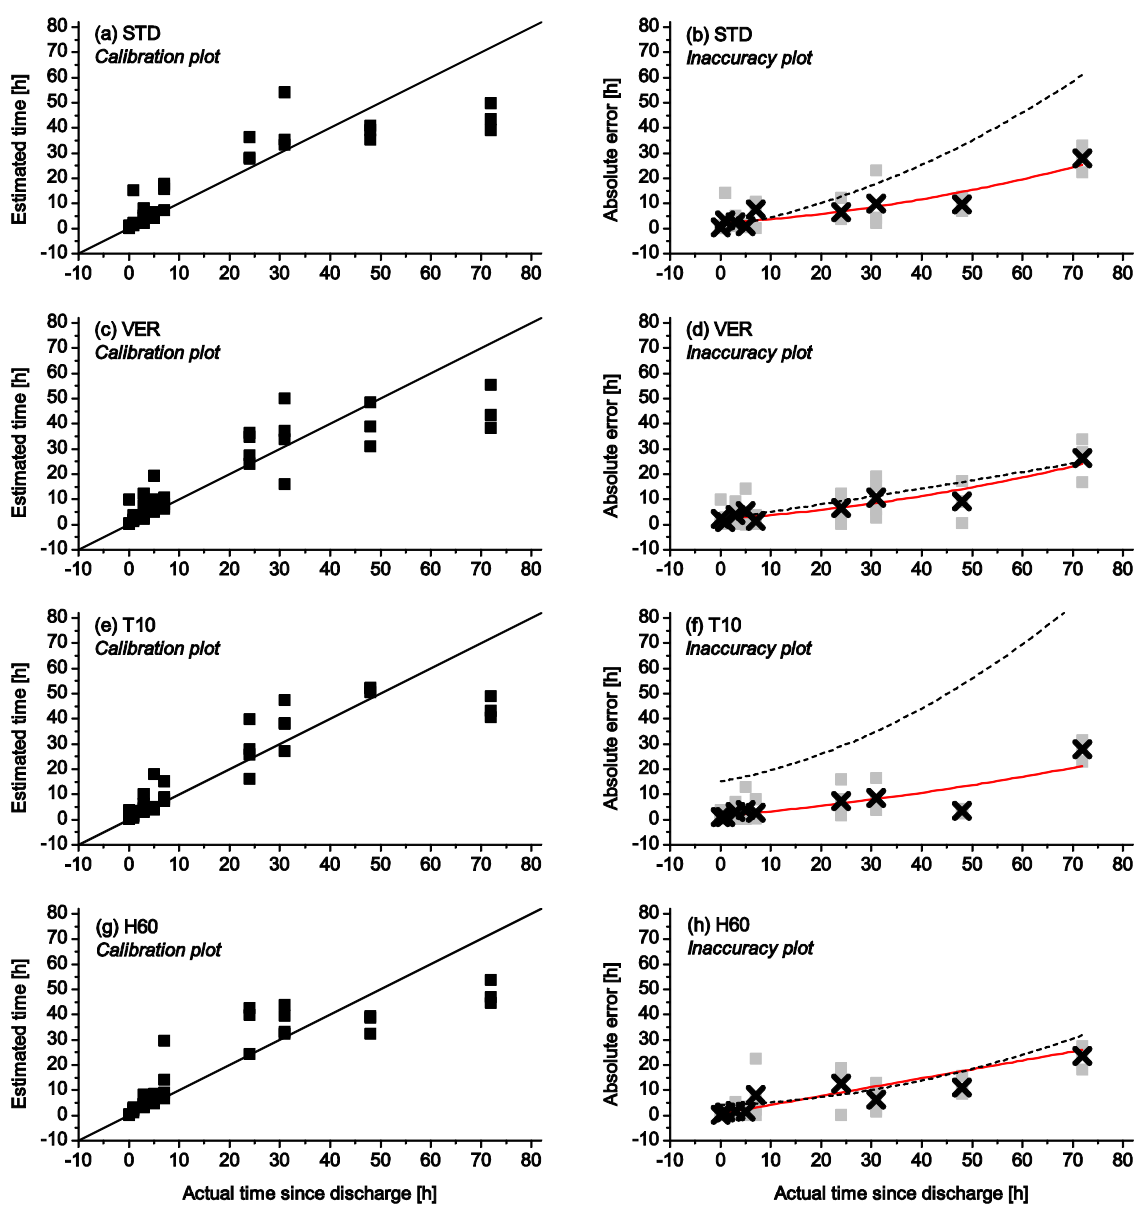 (a) STD
Calibration plot
Estimated time [h]
80
70
60
50
40
30
20
10
0
-10
-10 0 10 20 30 40 50 60 70 80
(b) STD
Inaccuracy plot
Absolute error [h]
80
70
60
50
40
30
20
10
0
-10
-10 0 10 20 30 40 50 60 70 80
(c) VER
Calibration plot
Estimated time [h]
80
70
60
50
40
30
20
10
0
-10
-10 0 10 20 30 40 50 60 70 80
(d) VER
Inaccuracy plot
Absolute error [h]
80
70
60
50
40
30
20
10
0
-10
-10 0 10 20 30 40 50 60 70 80
(e) T10
Calibration plot
Estimated time [h]
80
70
60
50
40
30
20
10
0
-10
-10 0 10 20 30 40 50 60 70 80
(f) T10
Inaccuracy plot
Absolute error [h]
80
70
60
50
40
30
20
10
0
-10
-10 0 10 20 30 40 50 60 70 80
(g) H60
Calibration plot
Estimated time [h]
80
70
60
50
40
30
20
10
0
-10
-10 0 10 20 30 40 50 60 70 80
Actual time since discharge [h]
(h) H60
Inaccuracy plot
Absolute error [h]
80
70
60
50
40
30
20
10
0
-10
-10 0 10 20 30 40 50 60 70 80
Actual time since discharge [h]